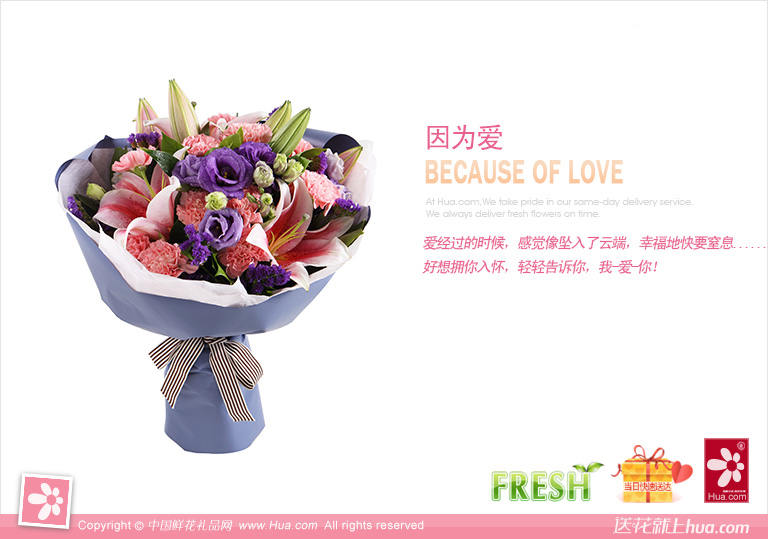 因为爱
BECAUSE OF LOVE
At Hua.com,We take pride in our same-day delivery service.
We always deliver fresh flowers on time.
爱经过的时候，感觉像坠入了云端，幸福地快要窒息……
好想拥你入怀，轻轻告诉你，我-爱-你！
FRESH
当日快速送达
Hua.com
Copyright © 中国鲜花礼品网 www.Hua.com All rights reserved
送花就上hua.com